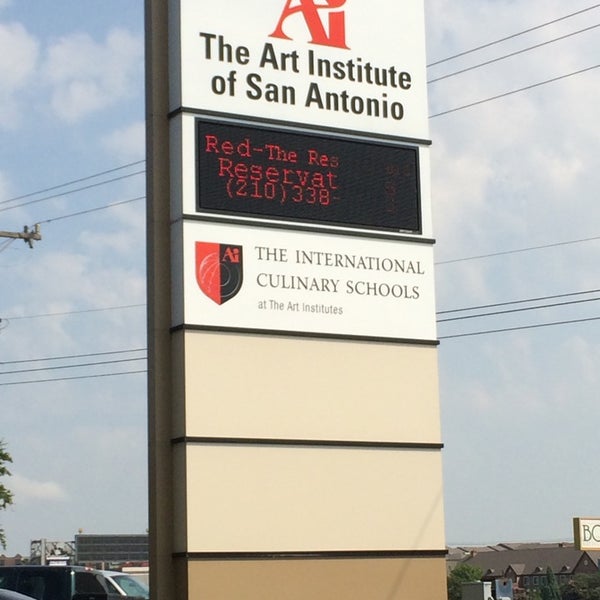 Ai
The Art Institute
of San Antonio
Red-The Res
Reservat
(210)338-
Ai
THE INTERNATIONAL
CULINARY SCHOOLS
at The Art Institutes
BO